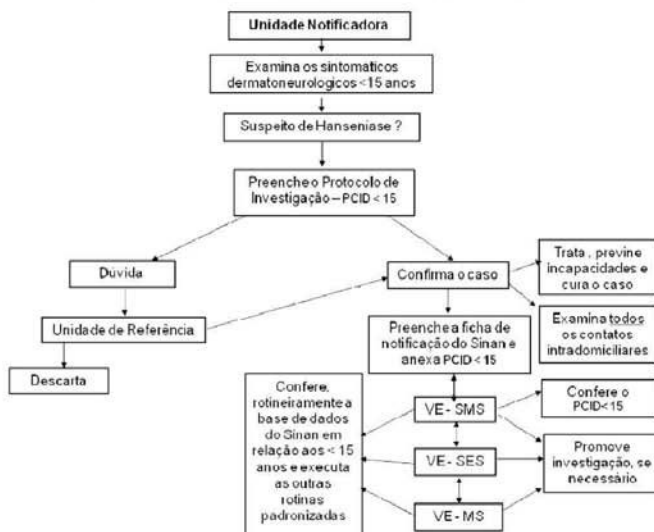 Unidade Notificadora
Examina os sintomaticos
dermatoneurologicos <15 anos
Suspeito de Hanseniase ?
Preenche o Protocolo de
Investigação – PCID < 15
Dúvida
Confirma o caso
Trata , previne
incapacidades e
cura o caso
Unidade de Referência
Examina todos
os contatos
intradomiciliares
Descarta
Preenche a ficha de
notificação do Sinan e
anexa PCID < 15
Confere,
rotineiramente a
base de dados
do Sinan em
relação aos < 15
anos e executa
as outras
rotinas
padronizadas
VE - SMS
Confere o
PCID<15
VE - SES
Promove
investigação, se
necessário
VE - MS